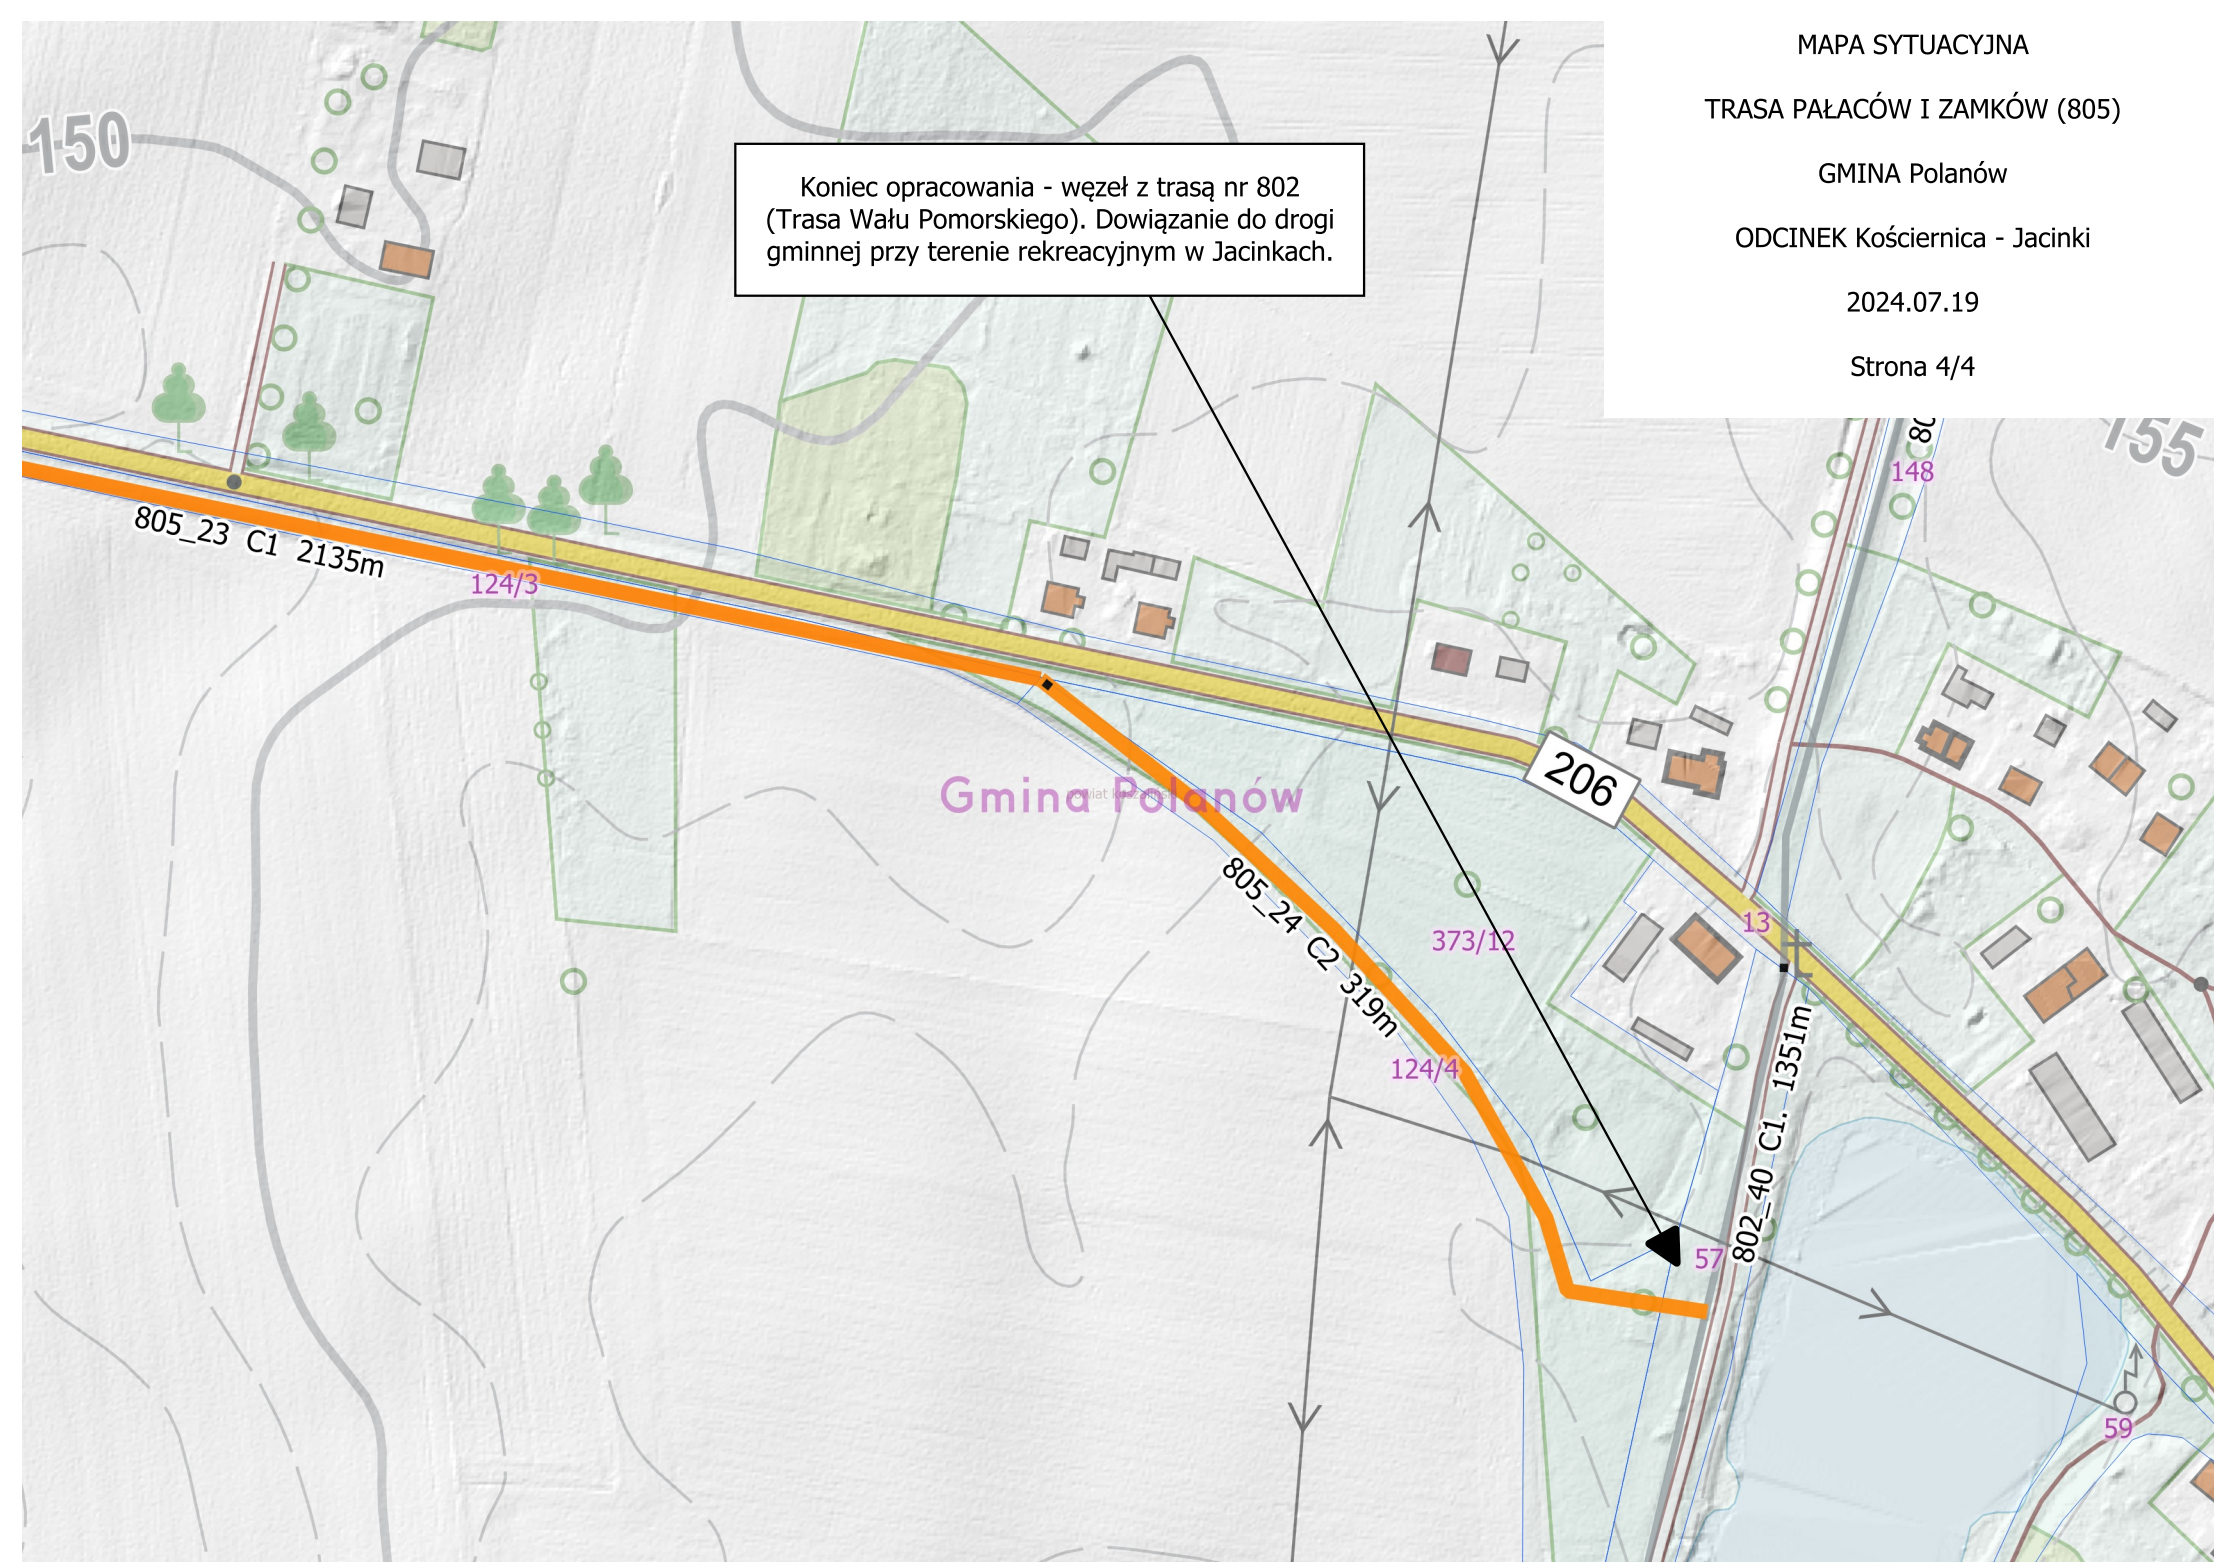 MAPA SYTUACYJNA
TRASA PAŁACÓW I ZAMKÓW (805)
GMINA Polanów
ODCINEK Kościernica - Jacinki
2024.07.19
Strona 4/4
150
Koniec opracowania - węzeł z trasą nr 802
(Trasa Wału Pomorskiego). Dowiązanie do drogi
gminnej przy terenie rekreacyjnym w Jacinkach.
155
148
805_23 C1 2135m
124/3
206
Gmina Polanów
powiat koszaliński
805_24 C2 319m
373/12
13
124/4
802_40 C1. 1351m
57
59